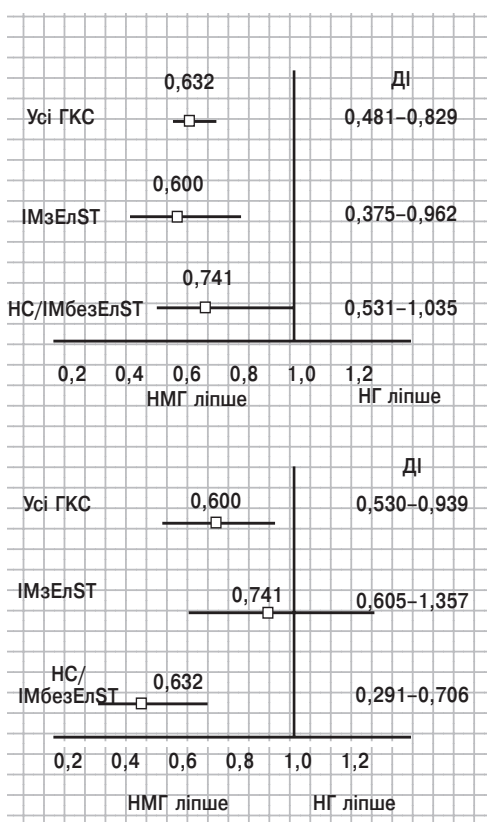 0,632 ДІ
Усі ГКС 0,481–0,829
0,600
ІМзЕлST 0,375–0,962
0,741
НС/ІМбезЕлST 0,531–1,035
0,2 0,4 0,6 0,8 1,0 1,2
НМГ ліпше НГ ліпше
ДІ
Усі ГКС 0,600 0,530–0,939
ІМзЕлST 0,741 0,605–1,357
НС/
ІМбезЕлST 0,632 0,291–0,706
0,2 0,4 0,6 0,8 1,0 1,2
НМГ ліпше НГ ліпше